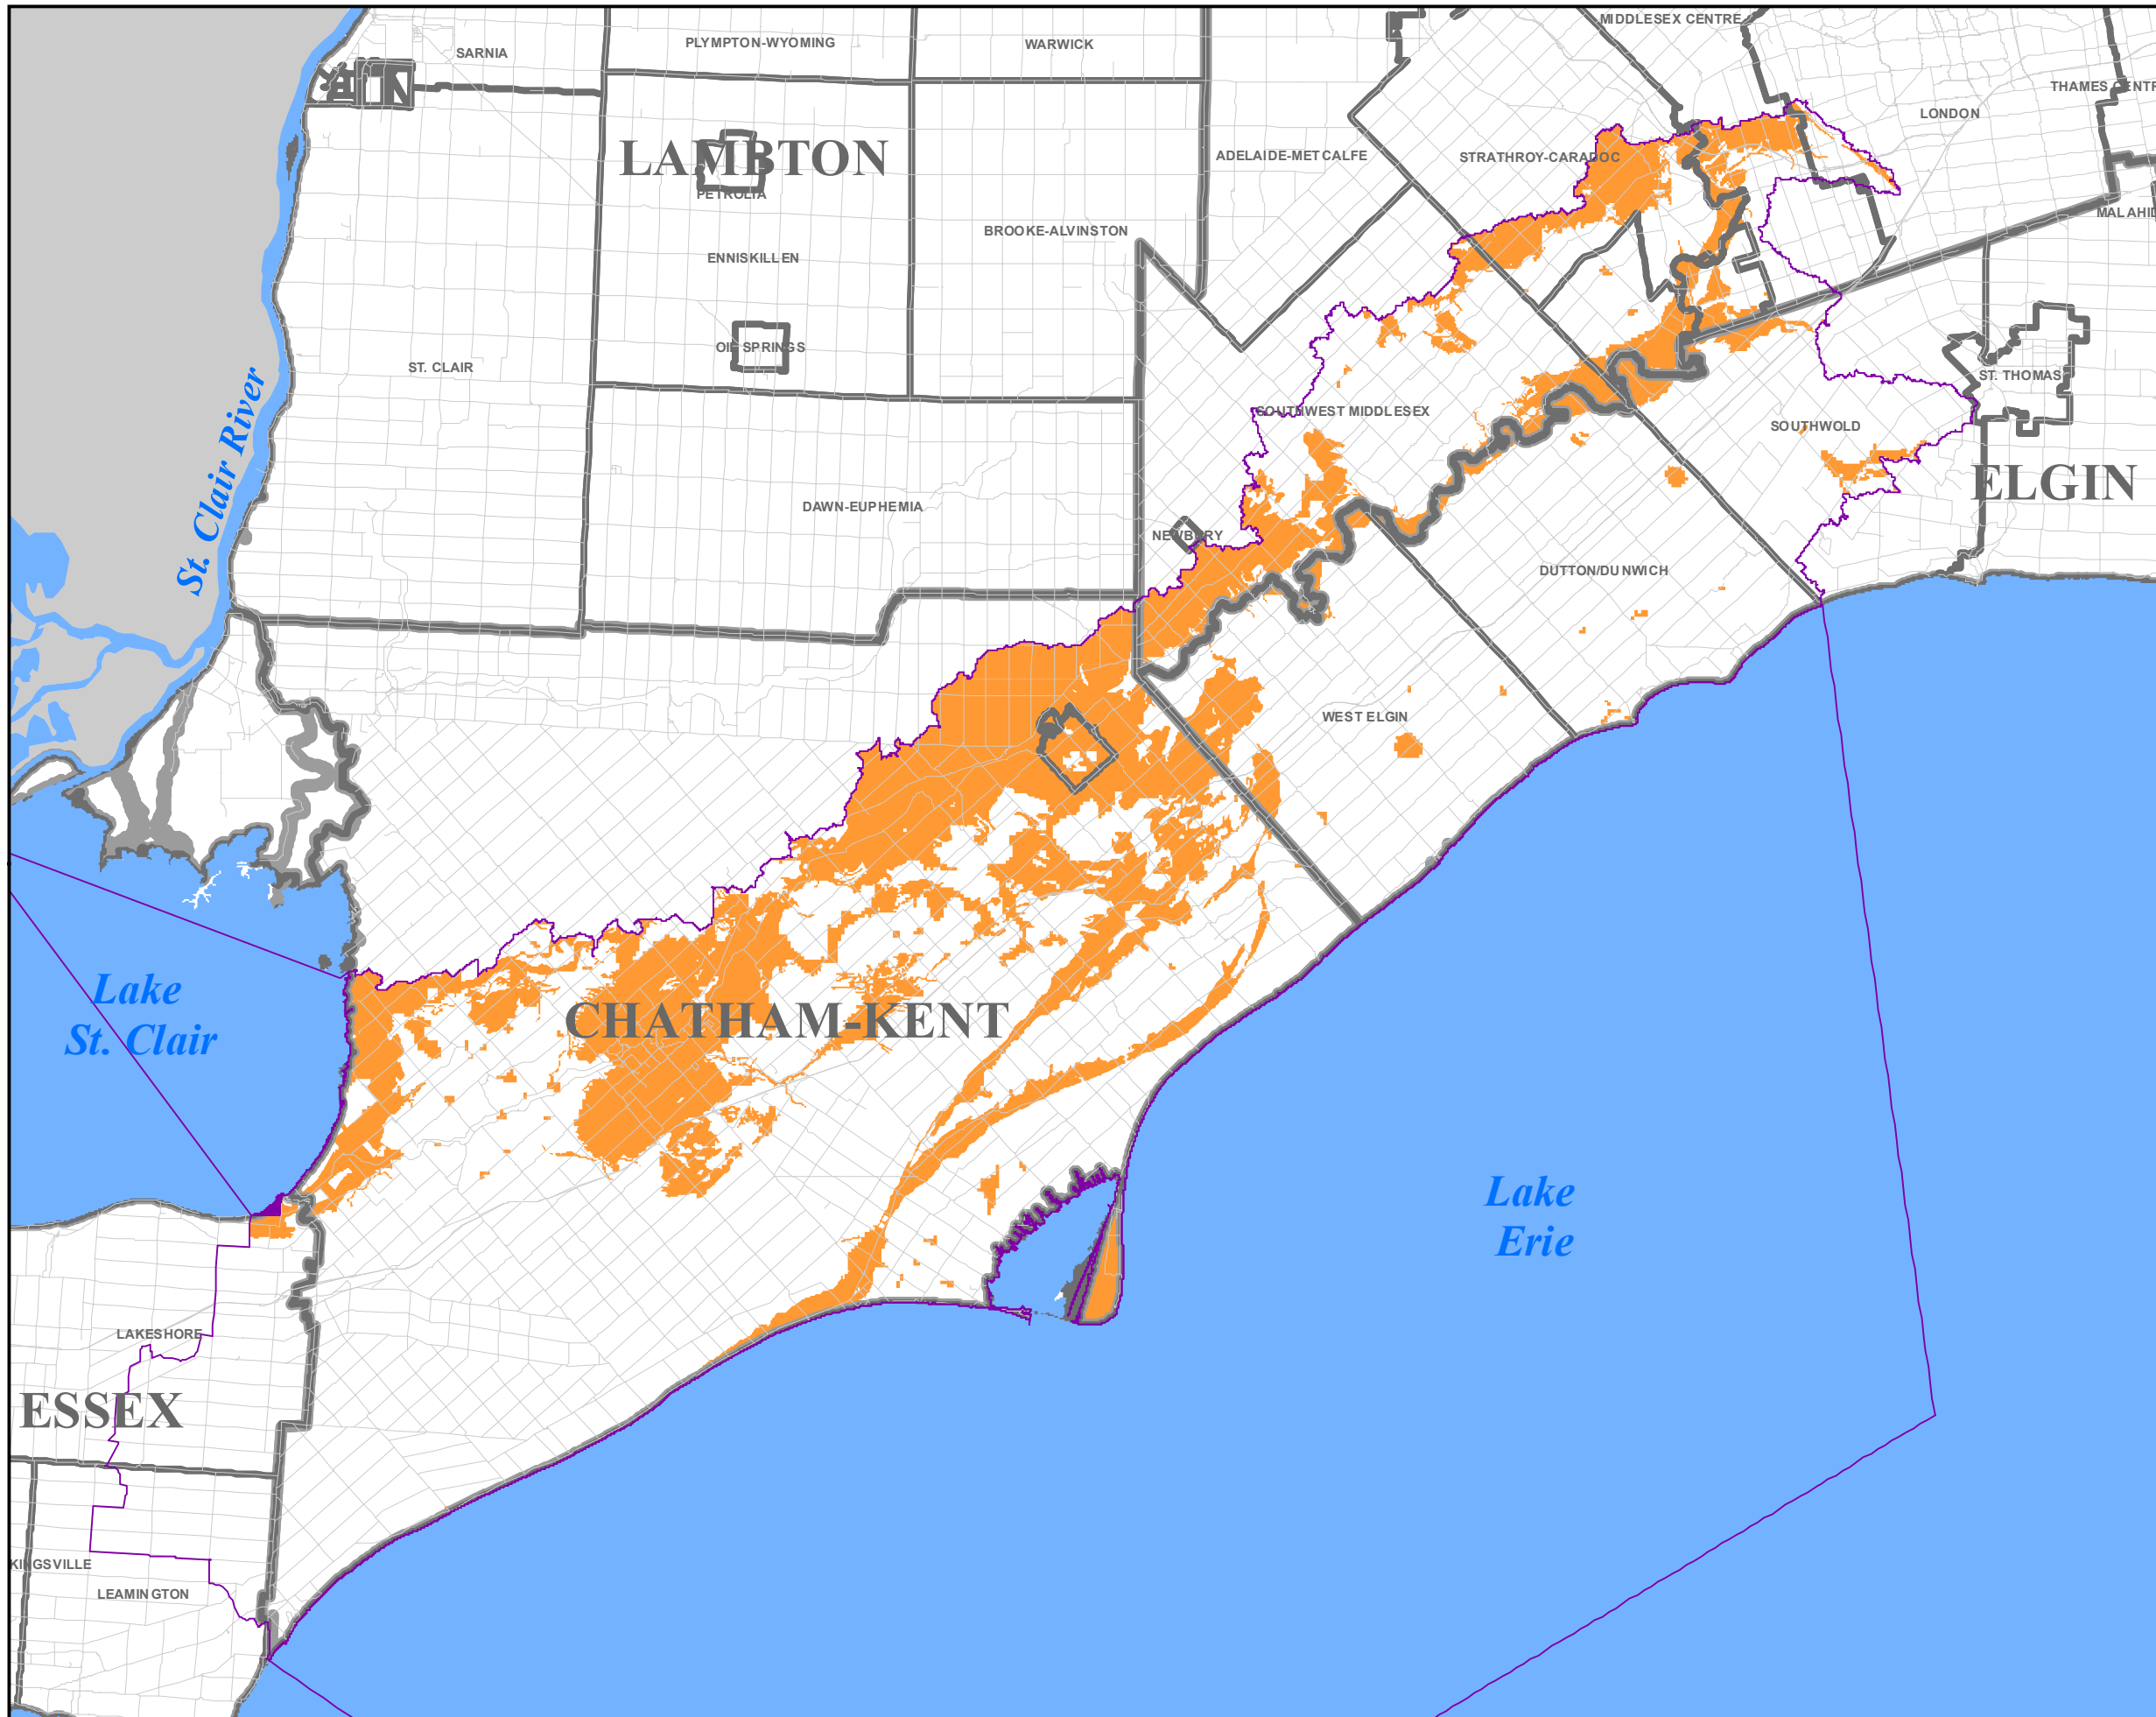 MIDDLESEX CENTRE
SARNIA
PLYMPTON-WYOMING
WARWICK
THAMES CENTR
LONDON
LAMBTON
ADELAIDE-METCALFE
STRATHROY-CARADOC
PETROLIA
MALAHID
BROOKE-ALVINSTON
ENNISKILLEN
OIL SPRINGS
ST. CLAIR
ST. THOMAS
SOUTHWEST MIDDLESEX
SOUTHWOLD
St. Clair River
ELGIN
DAWN-EUPHEMIA
NEWBURY
DUTTON/DUNWICH
WEST ELGIN
Lake
St. Clair
CHATHAM-KENT
Lake
Erie
LAKESHORE
ESSEX
KINGSVILLE
LEAMINGTON